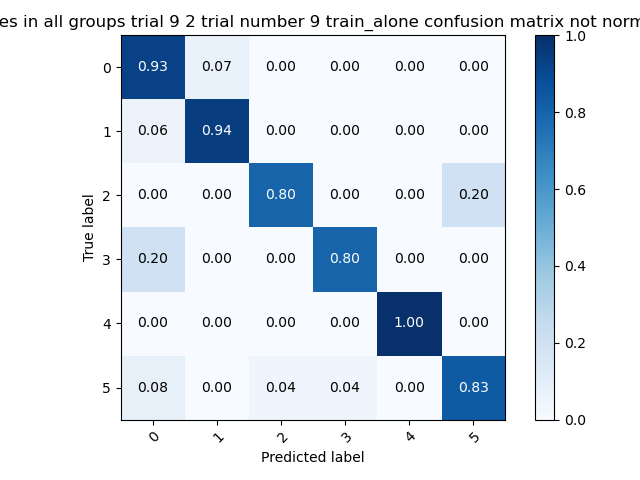 es in all groups trial 9 2 trial number 9 train_alone confusion matrix not norm
1.0
0 0.93 0.07 0.00 0.00 0.00 0.00
1 0.06 0.94 0.00 0.00 0.00 0.00 0.8
2 0.00 0.00 0.80 0.00 0.00 0.20
0.6
True label
3 0.20 0.00 0.00 0.80 0.00 0.00 0.4
4 0.00 0.00 0.00 0.00 1.00 0.00
0.2
5 0.08 0.00 0.04 0.04 0.00 0.83
0.0
0 1 2 3 4 5
Predicted label